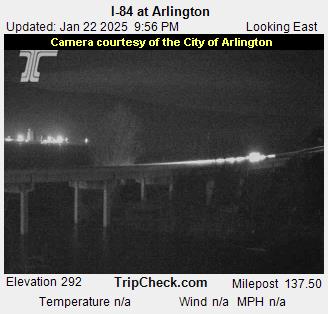 I-84 at Arlington
Updated: Jan 22 2025 9:56 PM Looking East
Camera courtesy of the City of Arlington
Elevation 292 TripCheck.com Milepost 137.50
Temperature n/a Wind n/a MPH n/a